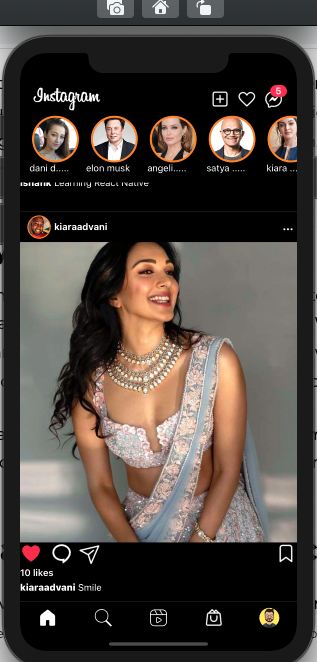 Instagram
5
dani d.....
elon musk
angeli.....
satya .....
kiara ...
ishank Learning React Native
kiaraadvani
...
10 likes
kiaraadvani Smile